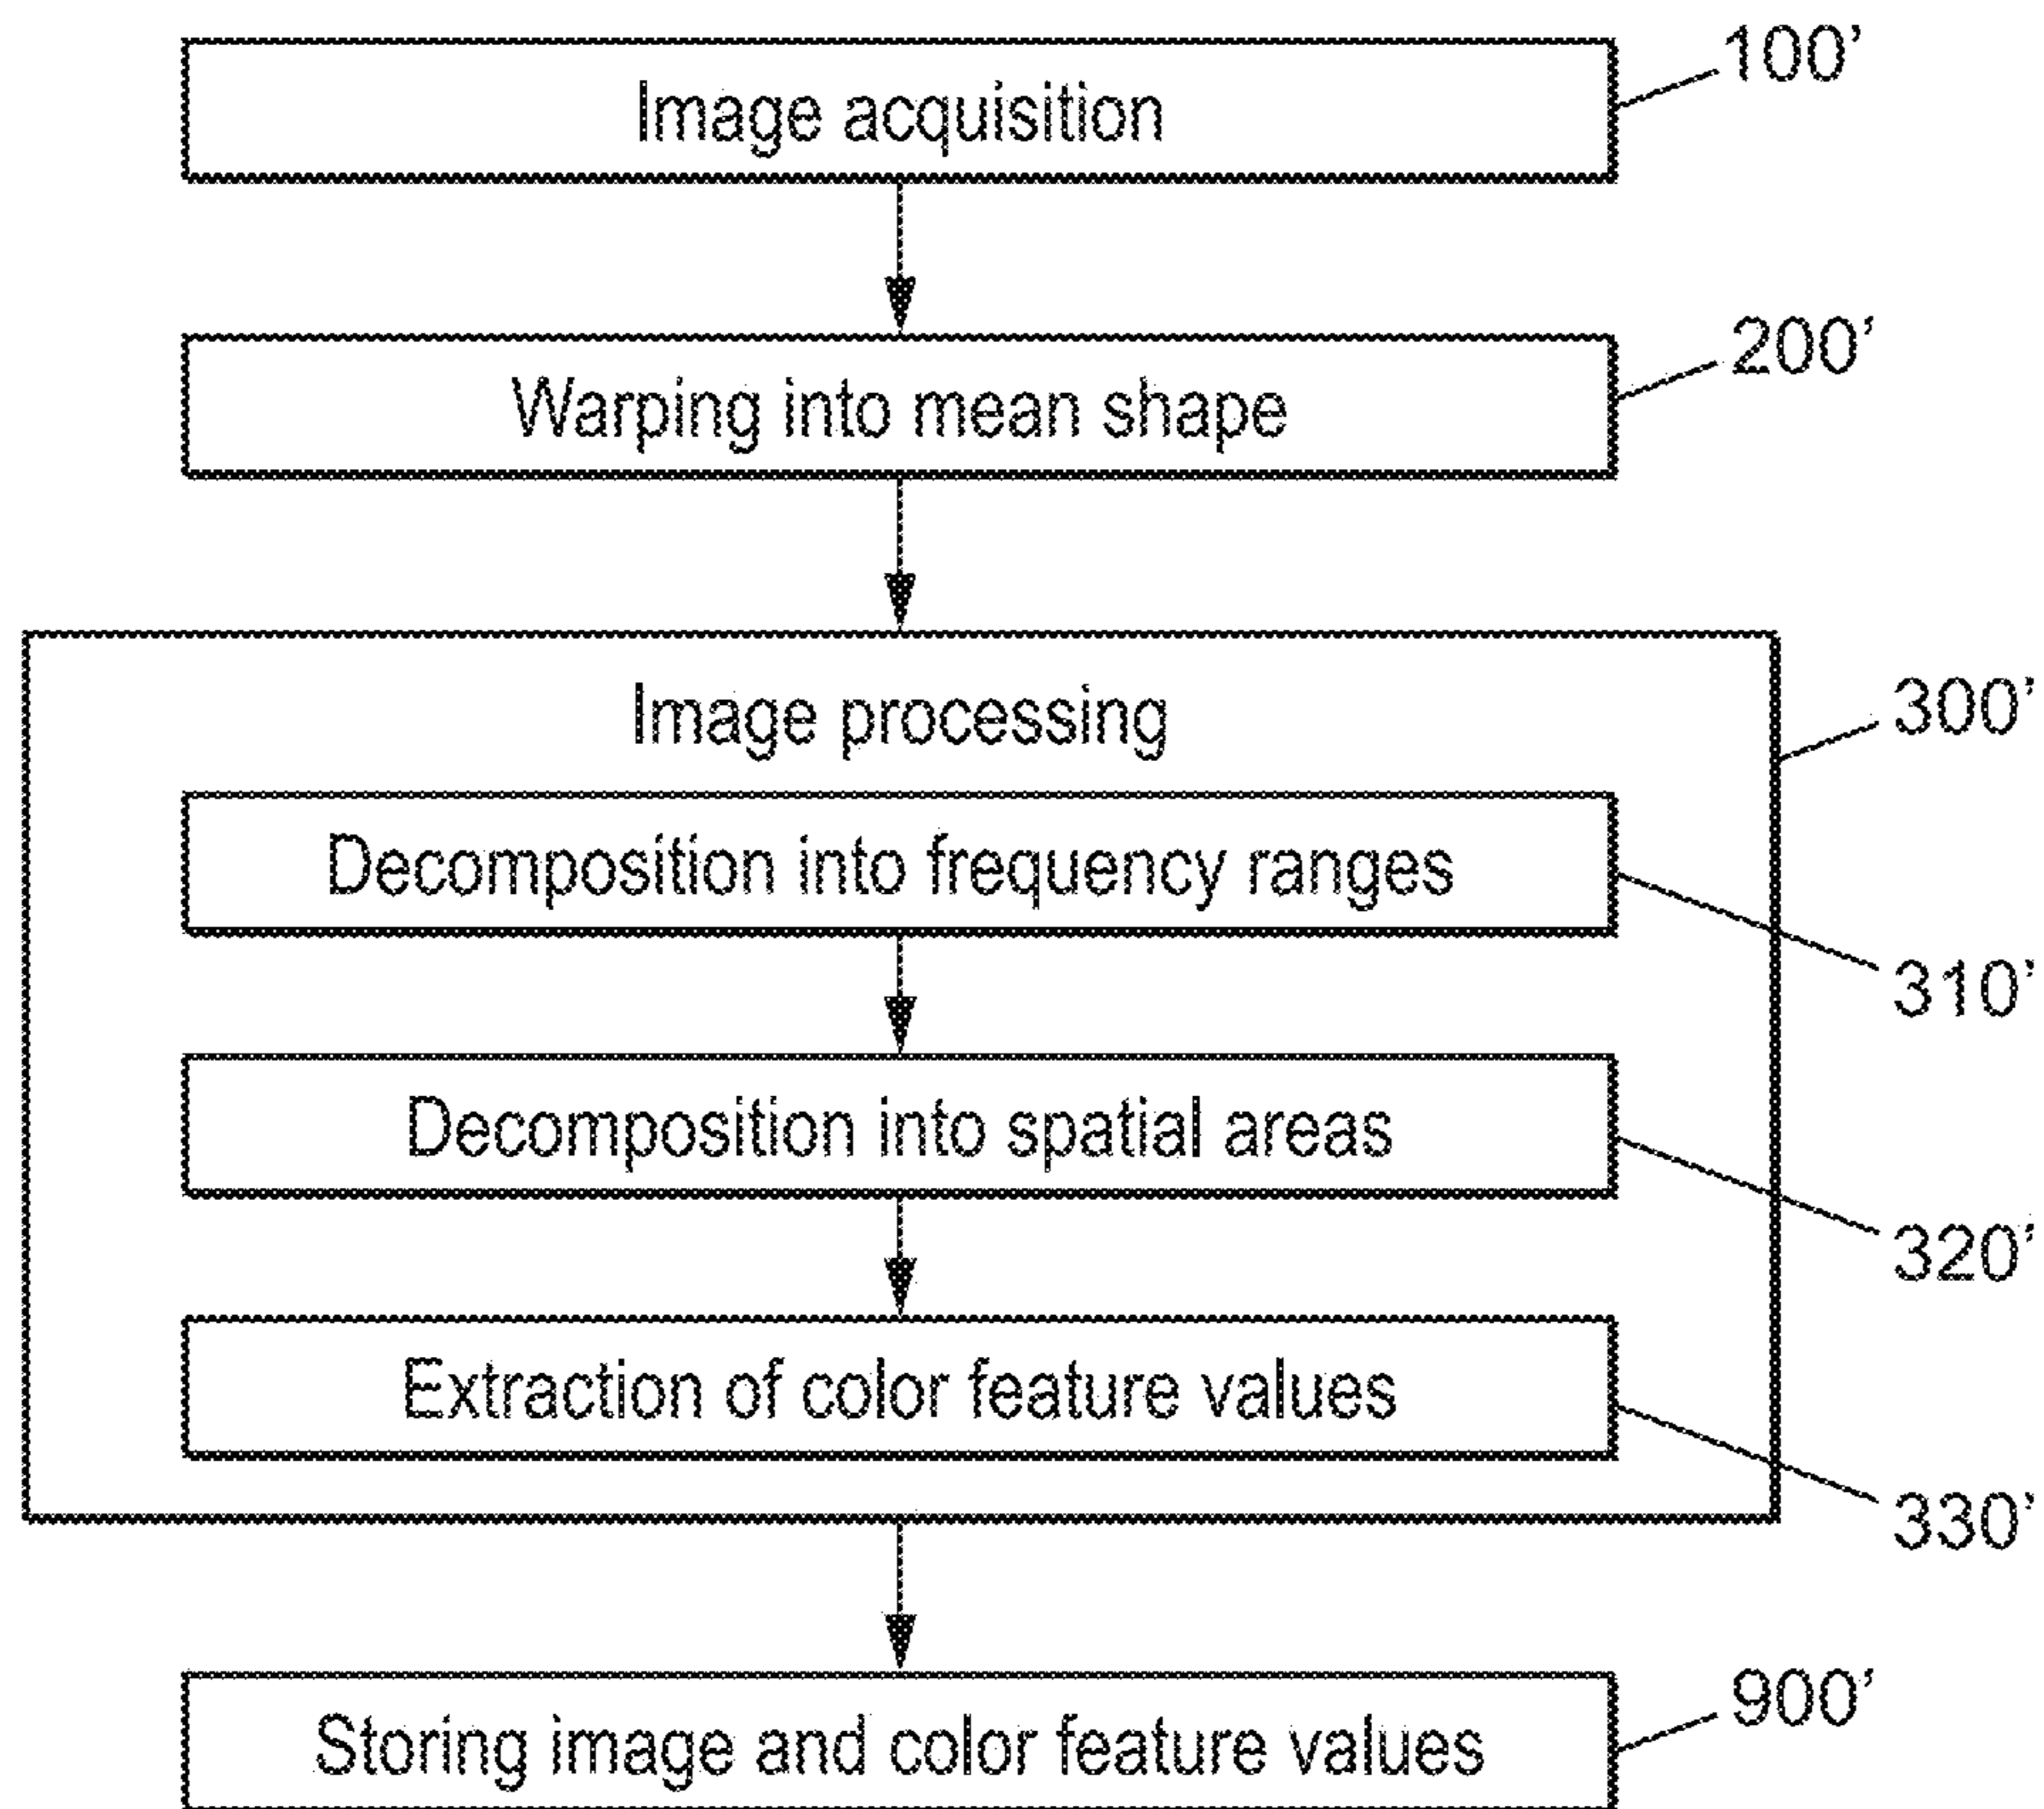 Image acquisition
100'
Warping into mean shape
200'
Image processing
300'
Decomposition into frequency ranges
310'
Decomposition into spatial areas
320'
Extraction of color feature values
330'
Storing image and color feature values
900'